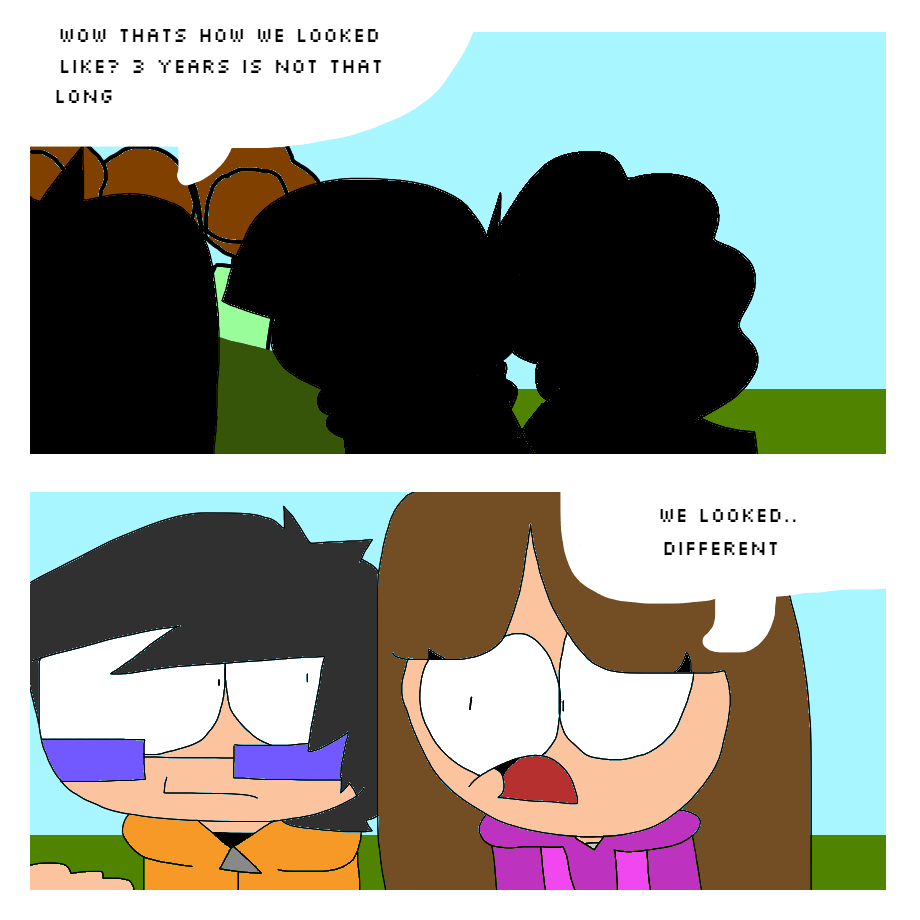 WOW THATS HOW WE LOOKED
LIKE? 3 YEARS IS NOT THAT
LONG
WE LOOKED..
DIFFERENT